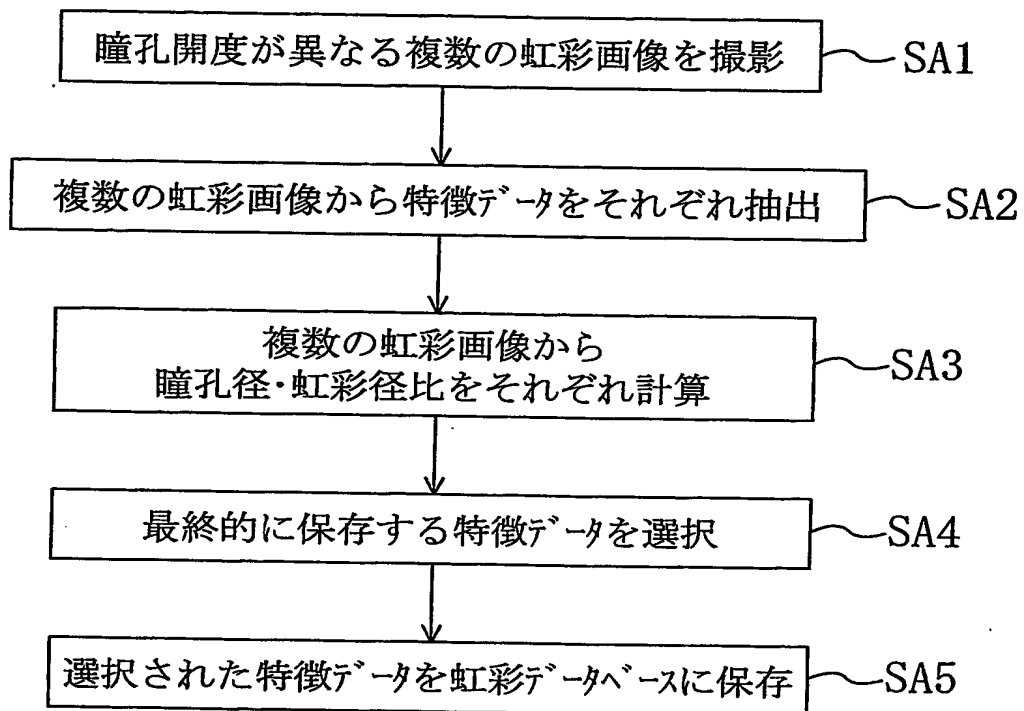 瞳孔開度が異なる複数の虹彩画像を撮影
SA1
複数の虹彩画像から特徴ﾃﾞｰﾀをそれぞれ抽出
SA2
複数の虹彩画像から
瞳孔径・虹彩径比をそれぞれ計算
SA3
最終的に保存する特徴ﾃﾞｰﾀを選択
SA4
選択された特徴ﾃﾞｰﾀを虹彩ﾃﾞｰﾀﾍﾞｰｽに保存
SA5